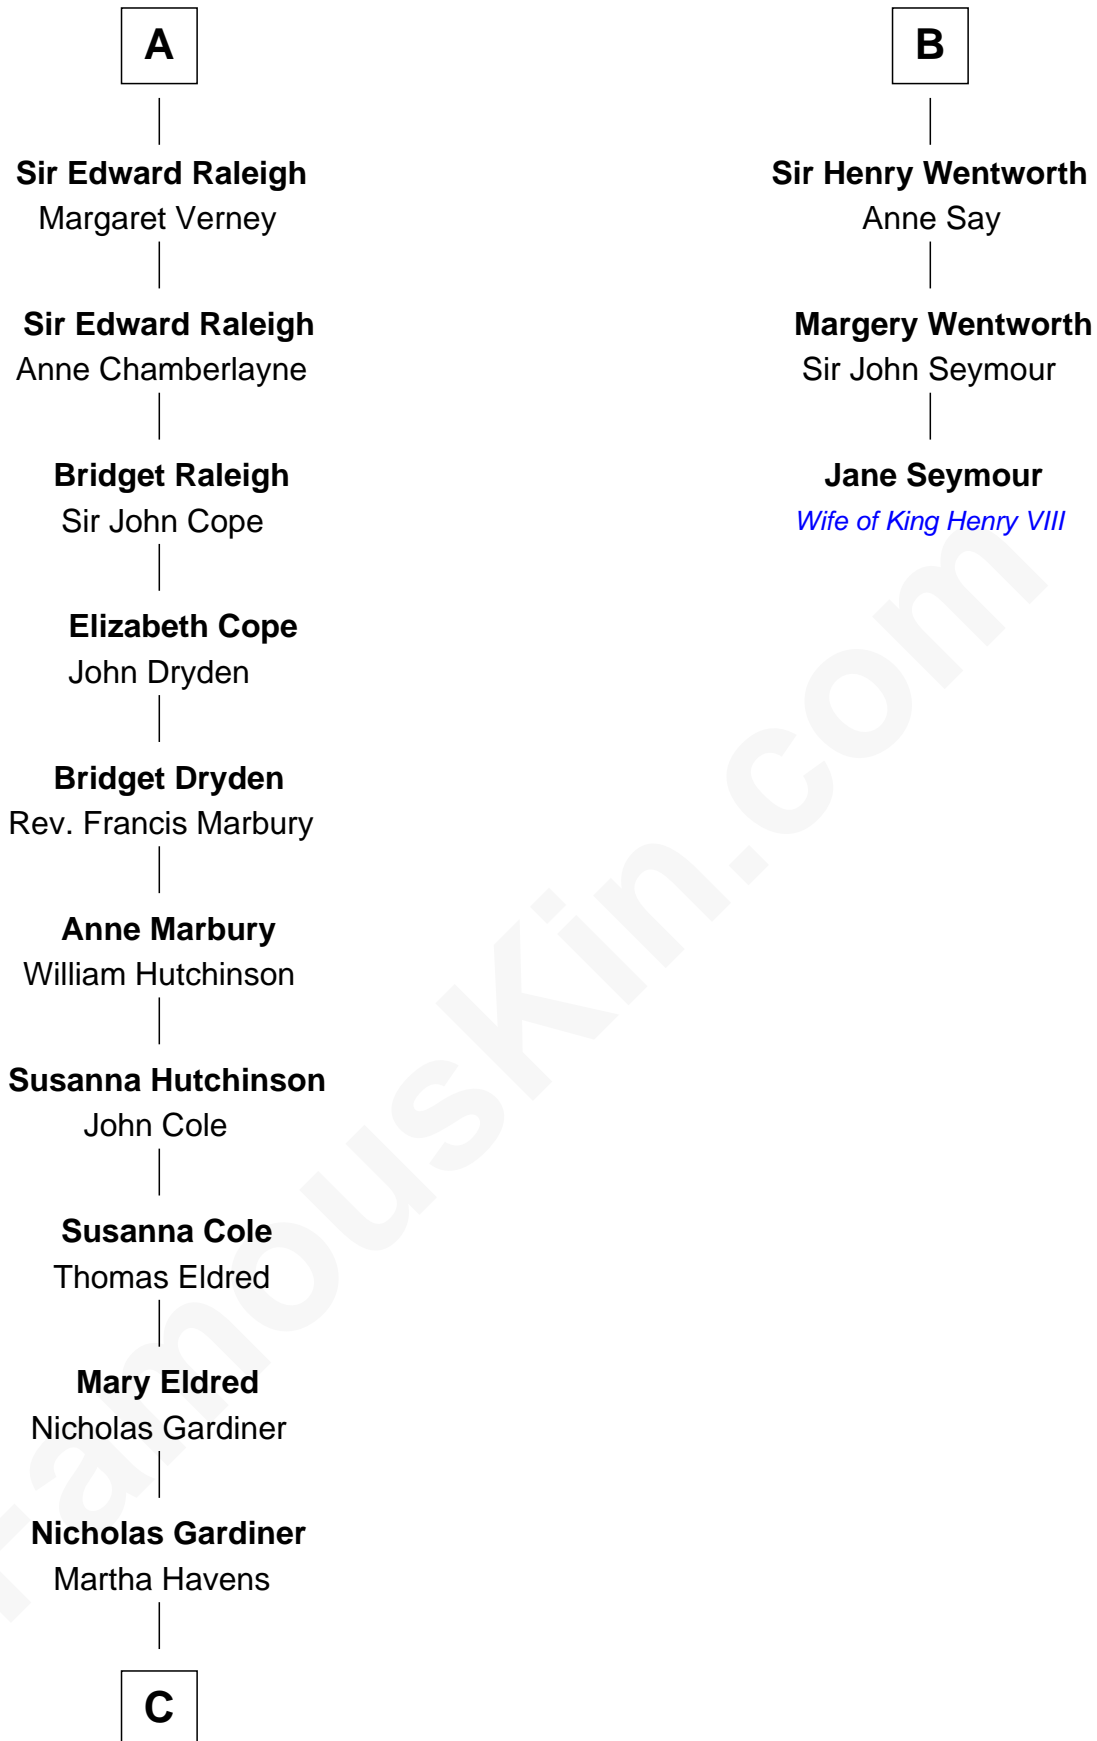 A
Sir Edward Raleigh
Margaret Verney
Sir Edward Raleigh
Anne Chamberlayne
Bridget Raleigh
Sir John Cope
Elizabeth Cope
John Dryden
Bridget Dryden
Rev. Francis Marbury
Anne Marbury
William Hutchinson
Susanna Hutchinson
John Cole
Susanna Cole
Thomas Eldred
Mary Eldred
Nicholas Gardiner
Nicholas Gardiner
Martha Havens
C
B
Sir Henry Wentworth
Anne Say
Margery Wentworth
Sir John Seymour
Jane Seymour
Wife of King Henry VIII
FamousKin.com